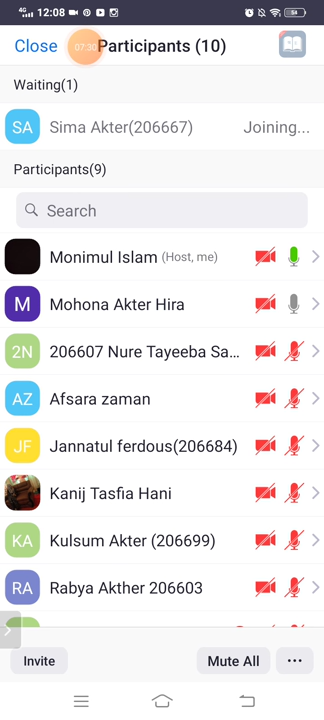 4G 12:08 54
Close 07:30 Participants (10)
Waiting(1)
SA Sima Akter(206667) Joining...
Participants(9)
Search
Monimul Islam (Host, me)
M Mohona Akter Hira
2N 206607 Nure Tayeeba Sa...
AZ Afsara zaman
JF Jannatul ferdous(206684)
Kanij Tasfia Hani
KA Kulsum Akter (206699)
RA Rabya Akther 206603
Invite Mute All ...